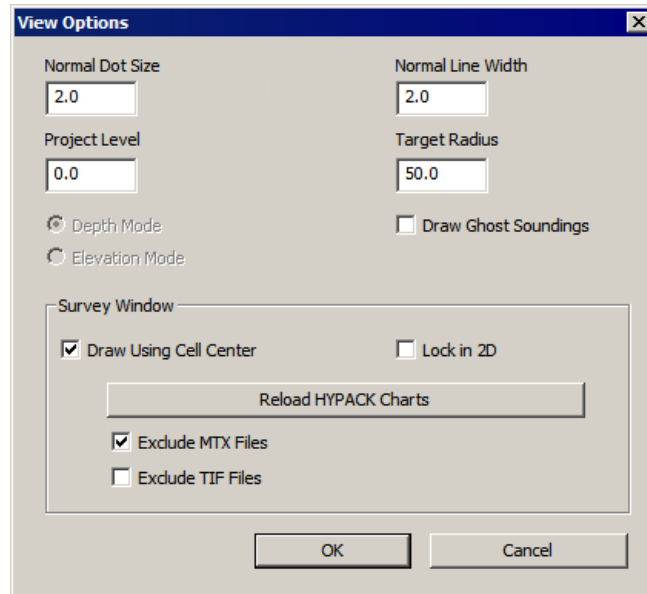 View Options
Normal Dot Size
Normal Line Width
2.0
2.0
Project Level
Target Radius
0.0
50.0
Depth Mode
Draw Ghost Soundings
Elevation Mode
Survey Window
Draw Using Cell Center
Lock in 2D
Reload HYPACK Charts
Exclude MTX Files
Exclude TIF Files
OK
Cancel